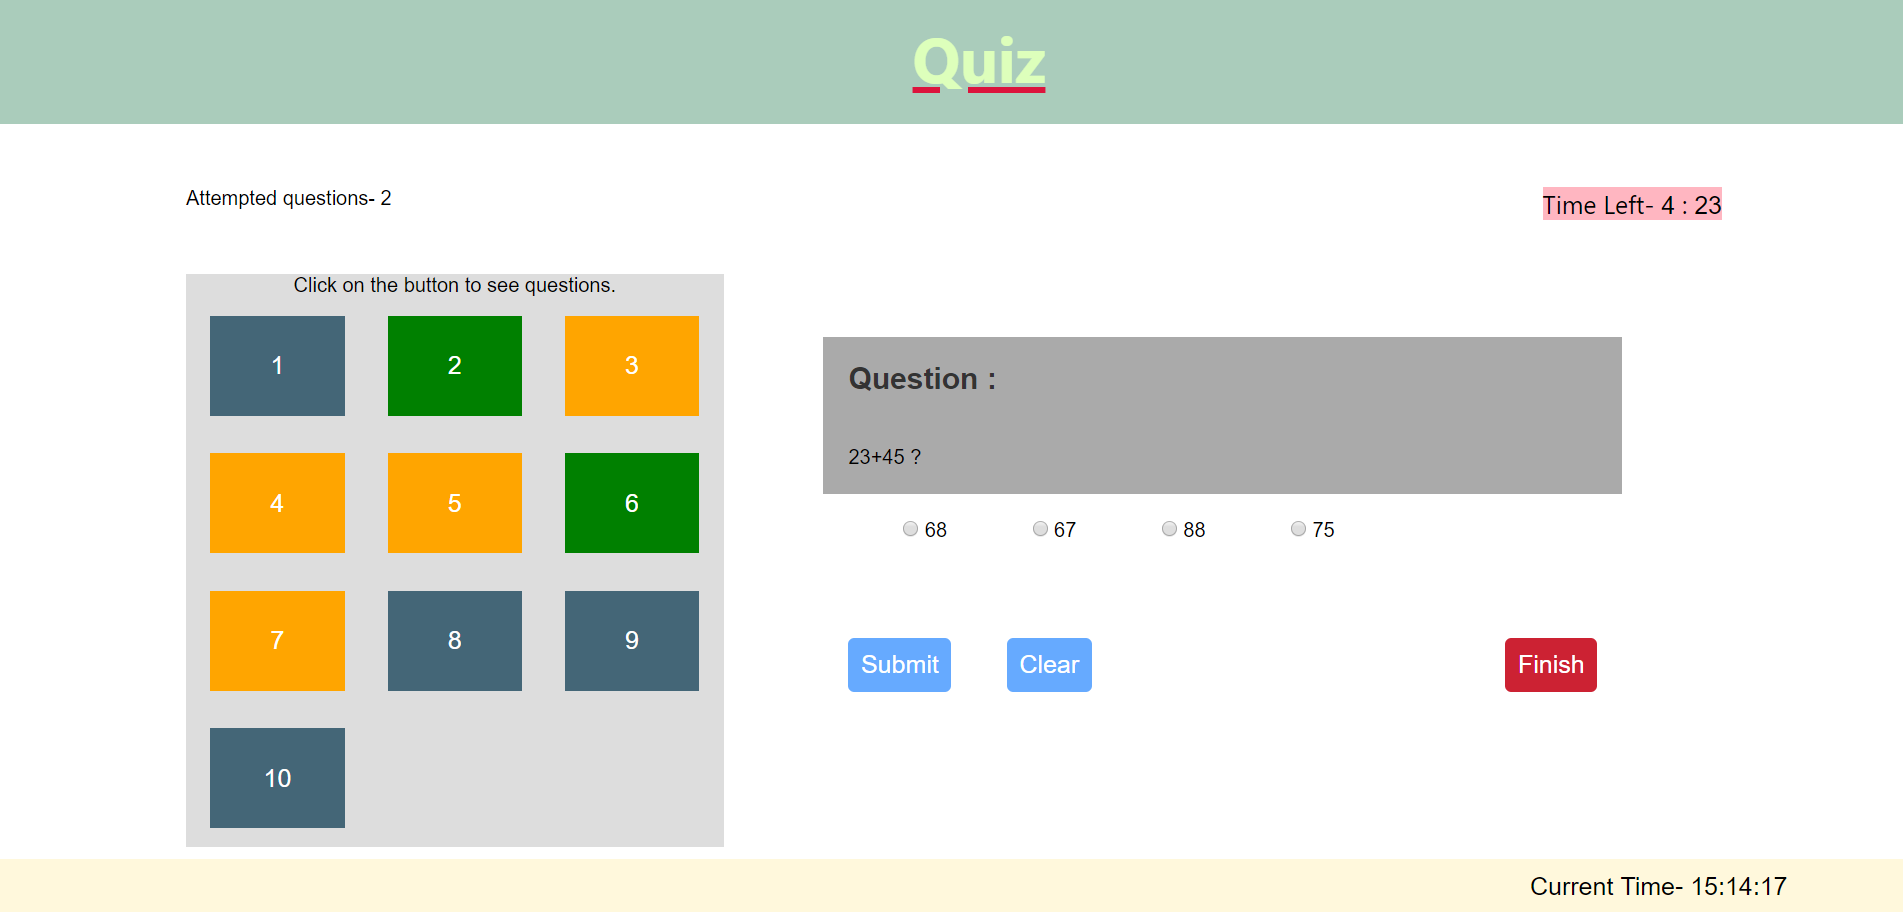 Quiz
Attempted questions- 2
Time Left- 4 : 23
Click on the button to see questions.
1 2 3
4 5 6
7 8 9
10
Question :
23+45 ?
68 67 88 75
Submit Clear Finish
Current Time- 15:14:17